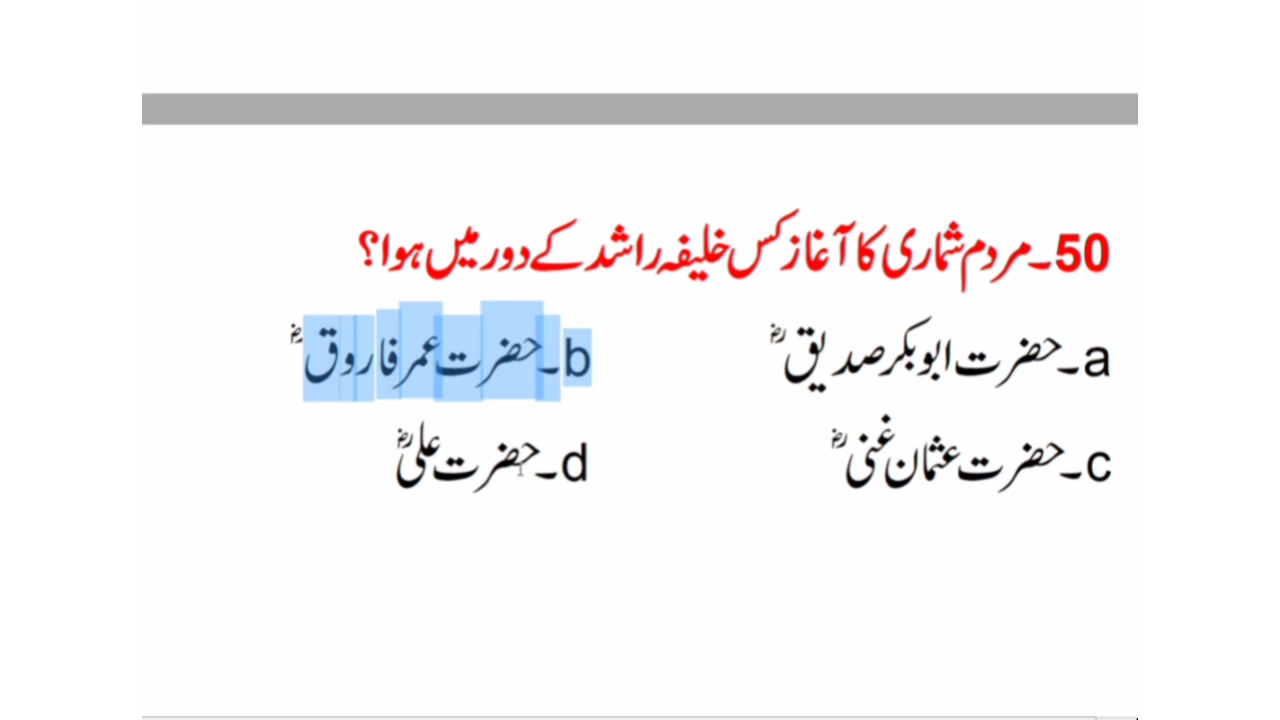 50۔مردم شماری کا آغاز کس خلیفہ راشد کے دور میں ہوا؟
a۔حضرت ابوبکر صدیقؓ b۔حضرت عمر فاروقؓ
c۔حضرت عثمان غنیؓ d۔حضرت علیؓ